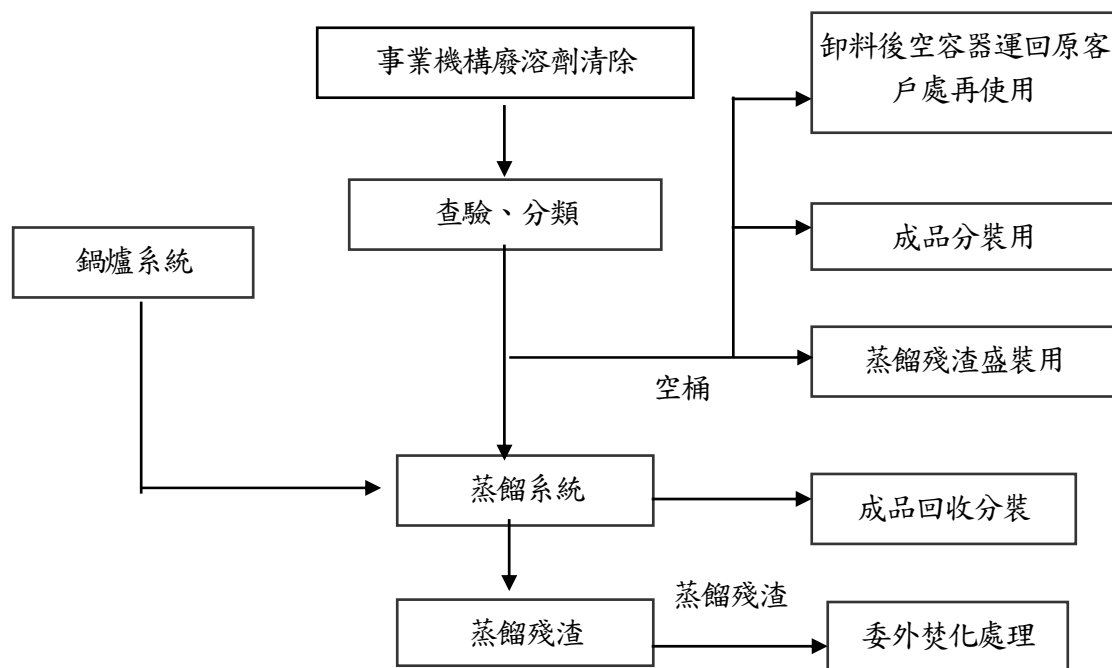 事業機構廢溶劑清除
卸料後空容器運回原客
戶處再使用
查驗、分類
成品分裝用
鍋爐系統
蒸餾殘渣盛裝用
空桶
蒸餾系統
成品回收分裝
蒸餾殘渣
蒸餾殘渣
委外焚化處理